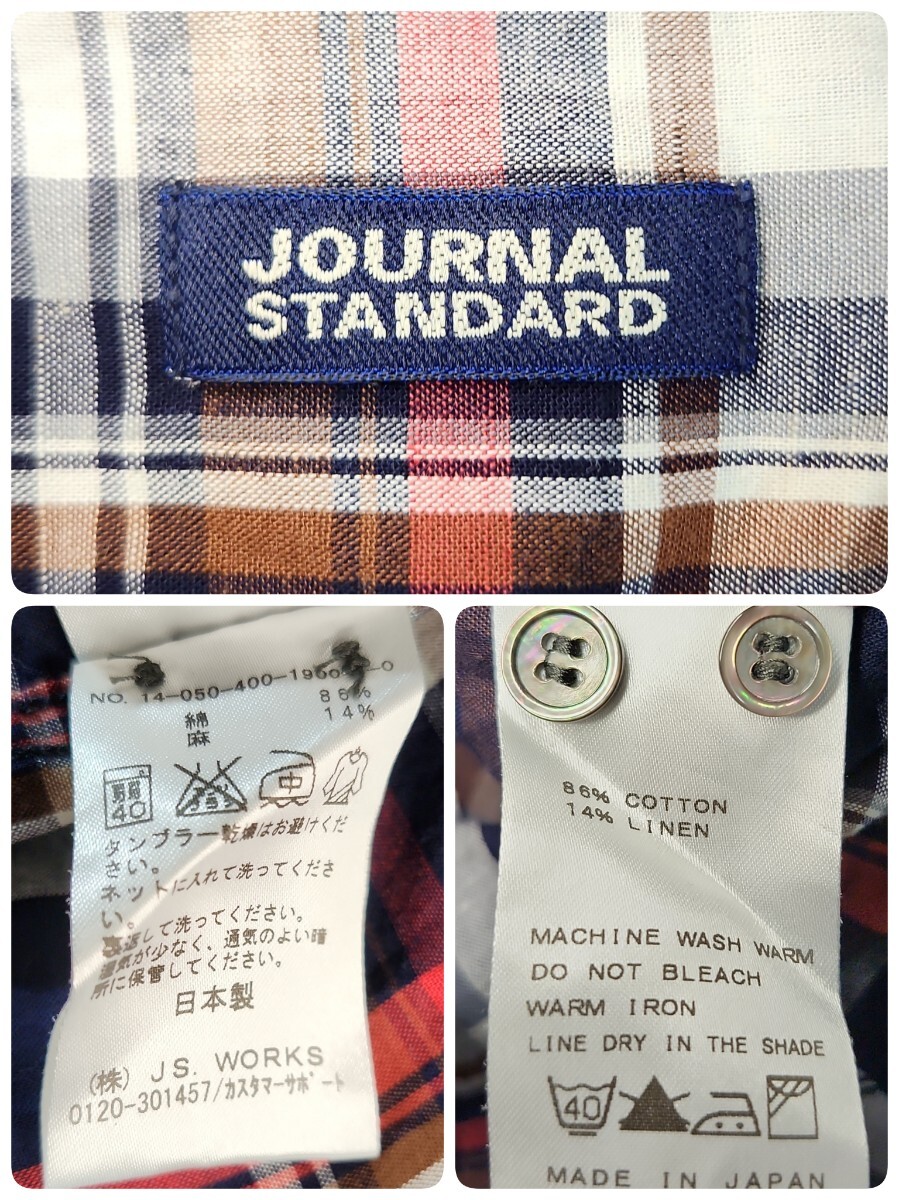 JOURNAL
STANDARD
86%
綿
14%
麻
40
中
タンブラー乾燥はお避けくだ
さい。
ネットに入れて洗ってくださ
い。
裏返して洗ってください。
湿気が少なく、通気のよい暗
所に保管してください。
日本製
(株) J.S. WORKS
0120-301457/カスタマーサポート
86% COTTON
14% LINEN
MACHINE WASH WARM
DO NOT BLEACH
WARM IRON
LINE DRY IN THE SHADE
40
MADE IN JAPAN